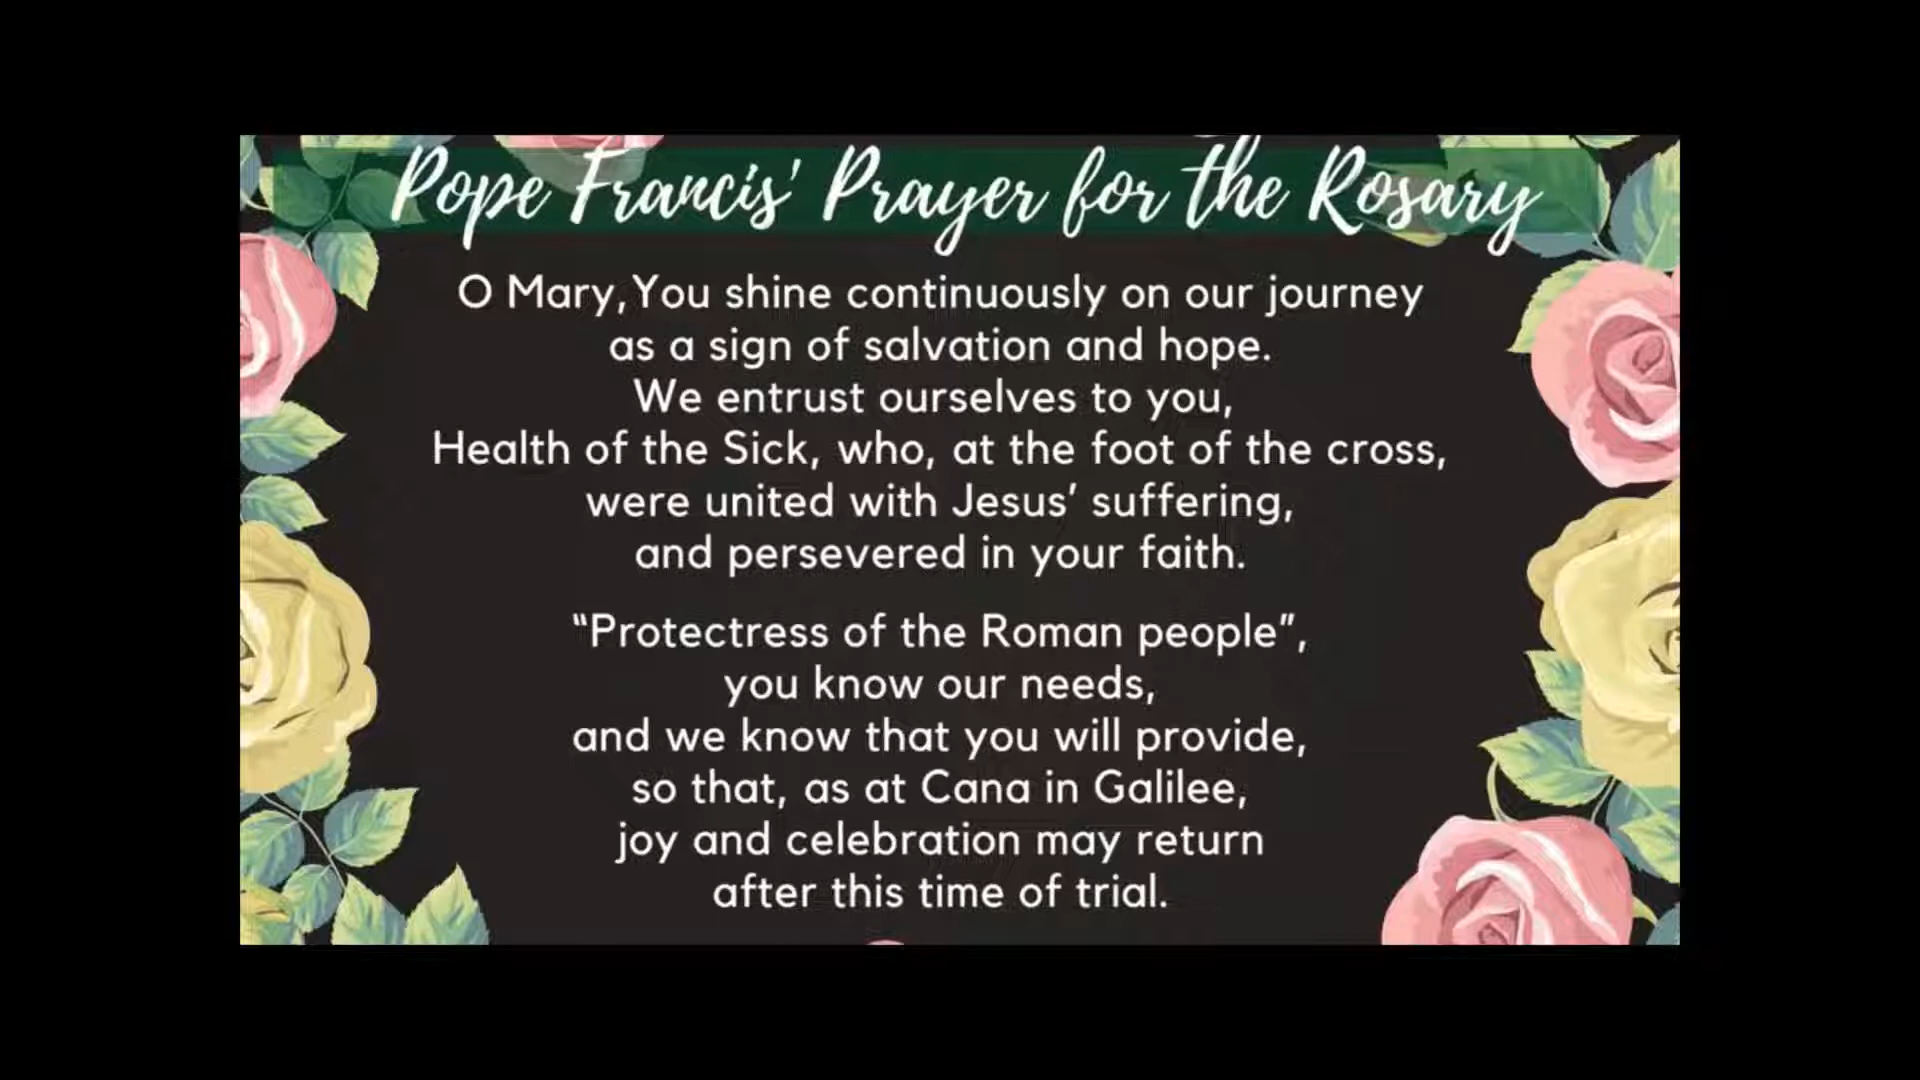 Pope Francis' Prayer for the Rosary
O Mary,You shine continuously on our journey
as a sign of salvation and hope.
We entrust ourselves to you,
Health of the Sick, who, at the foot of the cross,
were united with Jesus’ suffering,
and persevered in your faith.
“Protectress of the Roman people”,
you know our needs,
and we know that you will provide,
so that, as at Cana in Galilee,
joy and celebration may return
after this time of trial.